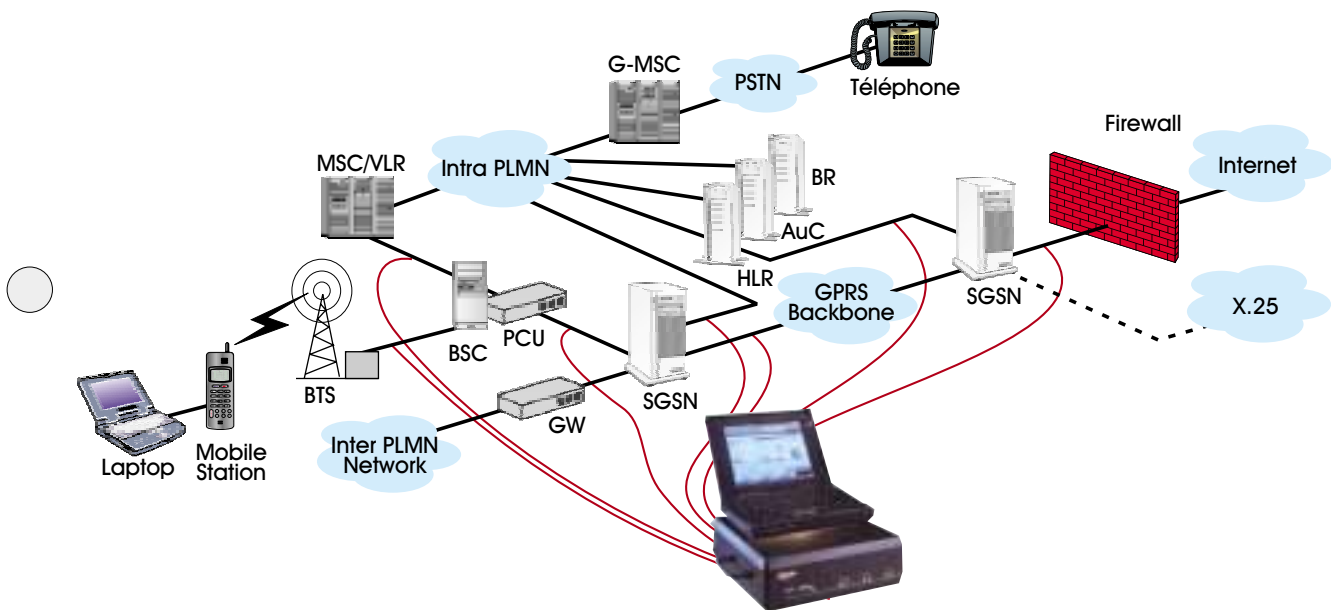 G-MSC
PSTN
Téléphone
Firewall
MSC/VLR
Intra PLMN
BR
Internet
AuC
HLR
SGSN
GPRS
Backbone
X.25
BSC
PCU
BTS
SGSN
GW
Laptop
Mobile
Station
Inter PLMN
Network